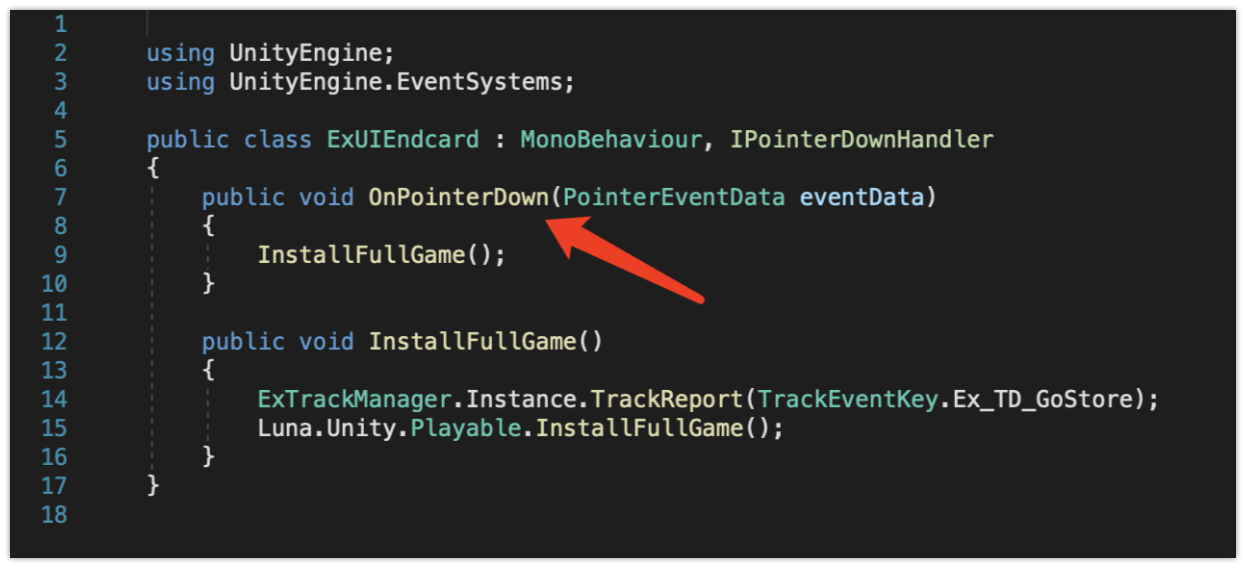 1
2 using UnityEngine;
3 using UnityEngine.EventSystems;
4
5 public class ExUIEndcard : MonoBehaviour, IPointerDownHandler
6 {
7 public void OnPointerDown(PointerEventData eventData)
8 {
9 InstallFullGame();
10 }
11
12 public void InstallFullGame()
13 {
14 ExTrackManager.Instance.TrackReport(TrackEventKey.Ex_TD_GoStore);
15 Luna.Unity.Playable.InstallFullGame();
16 }
17 }
18